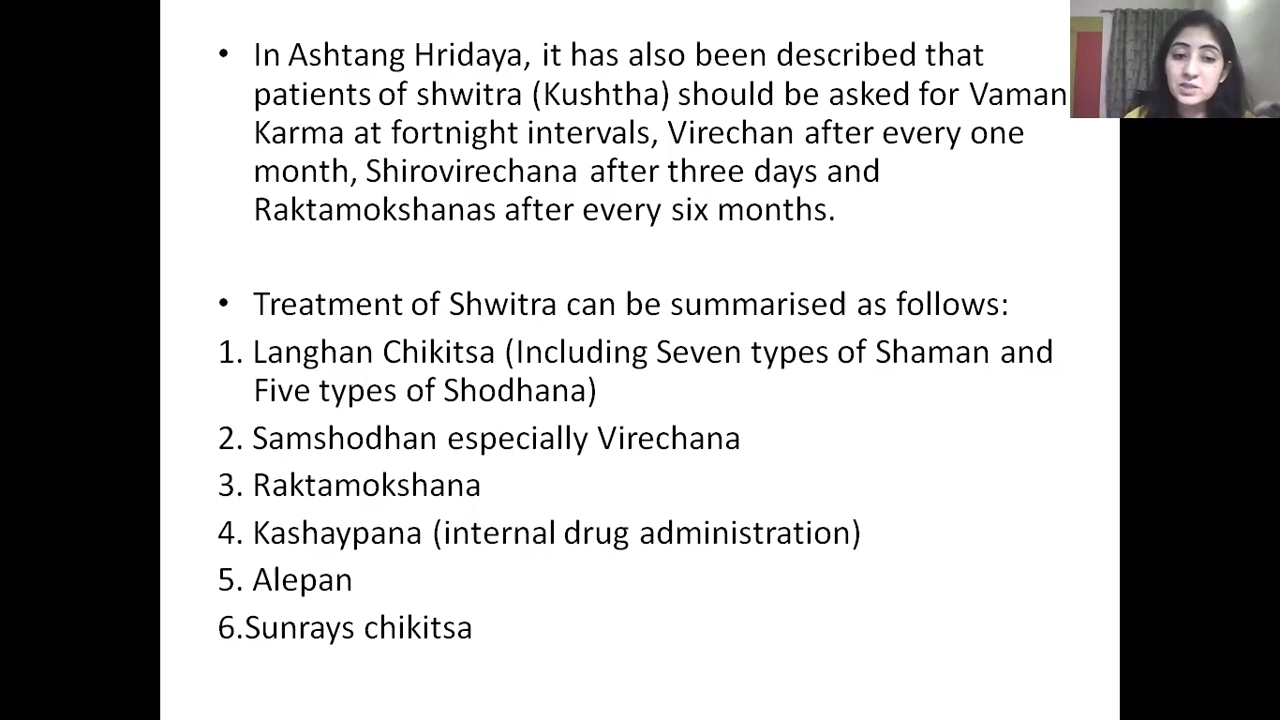 • In Ashtang Hridaya, it has also been described that
patients of shwitra (Kushtha) should be asked for Vaman
Karma at fortnight intervals, Virechan after every one
month, Shirovirechana after three days and
Raktamokshanas after every six months.
• Treatment of Shwitra can be summarised as follows:
1. Langhan Chikitsa (Including Seven types of Shaman and
Five types of Shodhana)
2. Samshodhan especially Virechana
3. Raktamokshana
4. Kashaypana (internal drug administration)
5. Alepan
6.Sunrays chikitsa